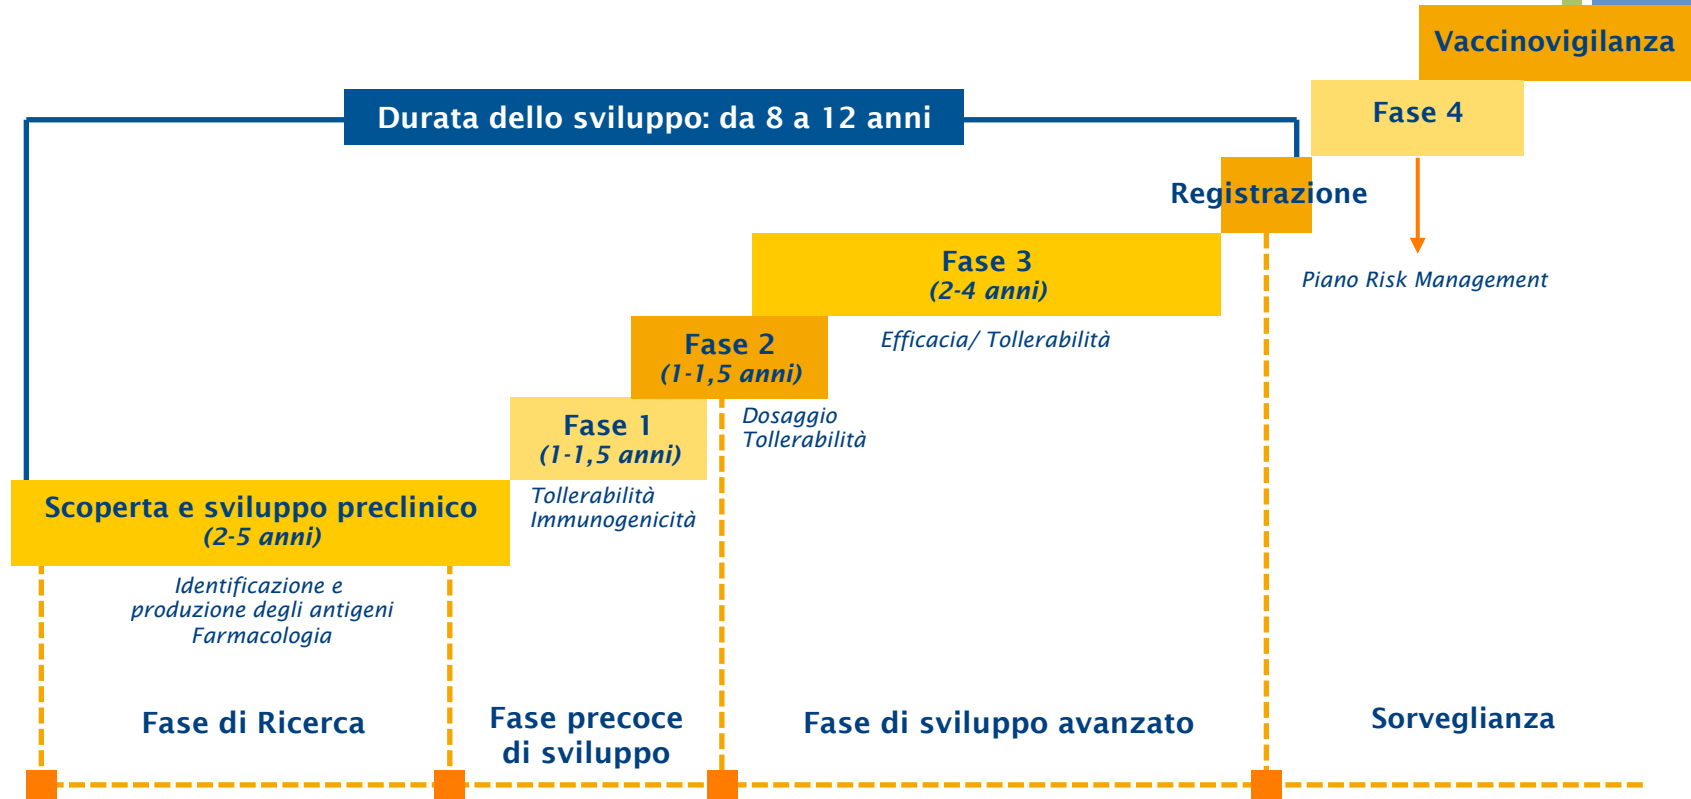 Vaccinovigilanza
Durata dello sviluppo: da 8 a 12 anni
Fase 4
Registrazione
Fase 3
(2-4 anni)
Piano Risk Management
Efficacia/ Tollerabilità
Fase 2
(1-1,5 anni)
Dosaggio
Tollerabilità
Fase 1
(1-1,5 anni)
Tollerabilità
Immunogenicità
Scoperta e sviluppo preclinico
(2-5 anni)
Identificazione e
produzione degli antigeni
Farmacologia
Fase di Ricerca
Fase precoce
di sviluppo
Fase di sviluppo avanzato
Sorveglianza